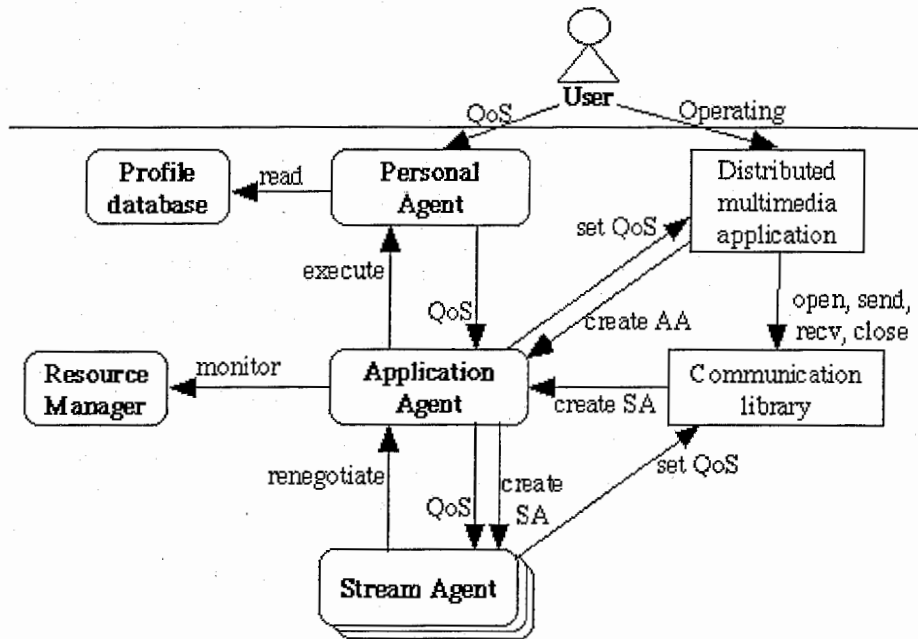 User
QoS
Operating
Profile
database
read
Personal
Agent
Distributed
multimedia
application
set QoS
execute
QoS
create AA
open, send,
recv, close
Resource
Manager
monitor
Application
Agent
create SA
Communication
library
renegotiate
QoS
create
SA
set QoS
Stream Agent